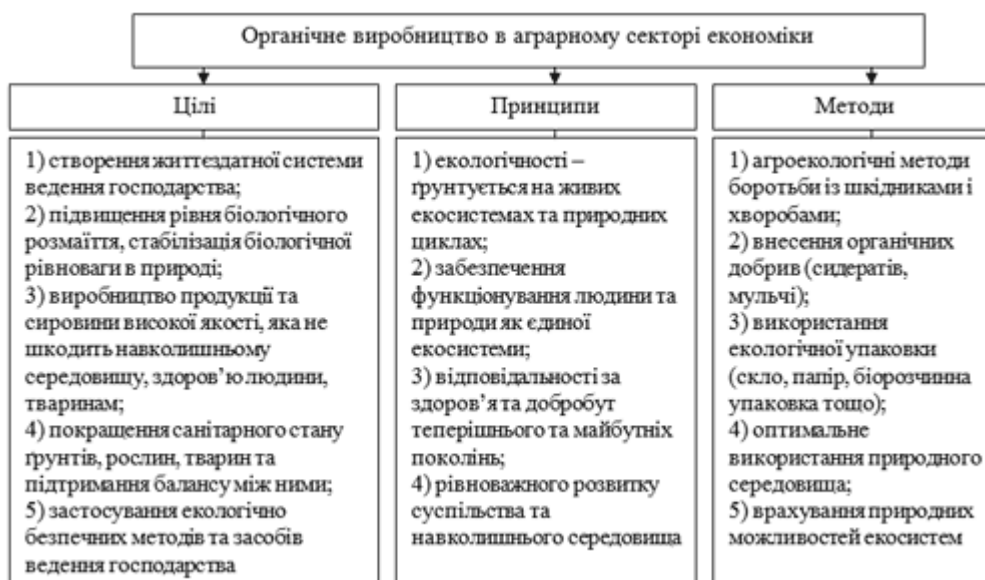 Органічне виробництво в аграрному секторі економіки
Цілі
1) створення життєздатної системи
ведення господарства;
2) підвищення рівня біологічного
розмаїття, стабілізація біологічної
рівноваги в природі;
3) виробництво продукції та
сировини високої якості, яка не
шкодить навколишньому
середовищу, здоров’ю людини,
тваринам;
4) покращення санітарного стану
ґрунтів, рослин, тварин та
підтримання балансу між ними;
5) застосування екологічно
безпечних методів та засобів
ведення господарства
Принципи
1) екологічності –
ґрунтується на живих
екосистемах та природних
циклах;
2) забезпечення
функціонування людини та
природи як єдиної
екосистеми;
3) відповідальності за
здоров’я та добробут
теперішнього та майбутніх
поколінь;
4) рівноважного розвитку
суспільства та
навколишнього середовища
Методи
1) агроекологічні методи
боротьби із шкідниками і
хворобами;
2) внесення органічних
добрив (сидератів,
мульчі);
3) використання
екологічної упаковки
(скло, папір, біорозчинна
упаковка тощо);
4) оптимальне
використання природного
середовища;
5) врахування природних
можливостей екосистем